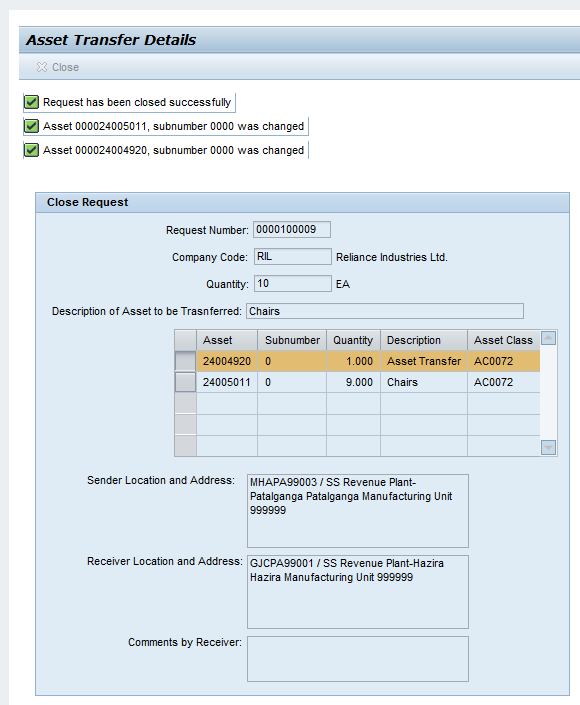 Asset Transfer Details
Close
Request has been closed successfully
Asset 000024005011, subnumber 0000 was changed
Asset 000024004920, subnumber 0000 was changed
Close Request
Request Number: 0000100009
Company Code: RIL Reliance Industries Ltd.
Quantity: 10 EA
Description of Asset to be Trasnferred: Chairs
Asset Subnumber Quantity Description Asset Class
24004920 0 1.000 Asset Transfer AC0072
24005011 0 9.000 Chairs AC0072
Sender Location and Address: MHAPA99003 / SS Revenue Plant-
Patalganga Patalganga Manufacturing Unit
999999
Receiver Location and Address: GJCPA99001 / SS Revenue Plant-Hazira
Hazira Manufacturing Unit 999999
Comments by Receiver: